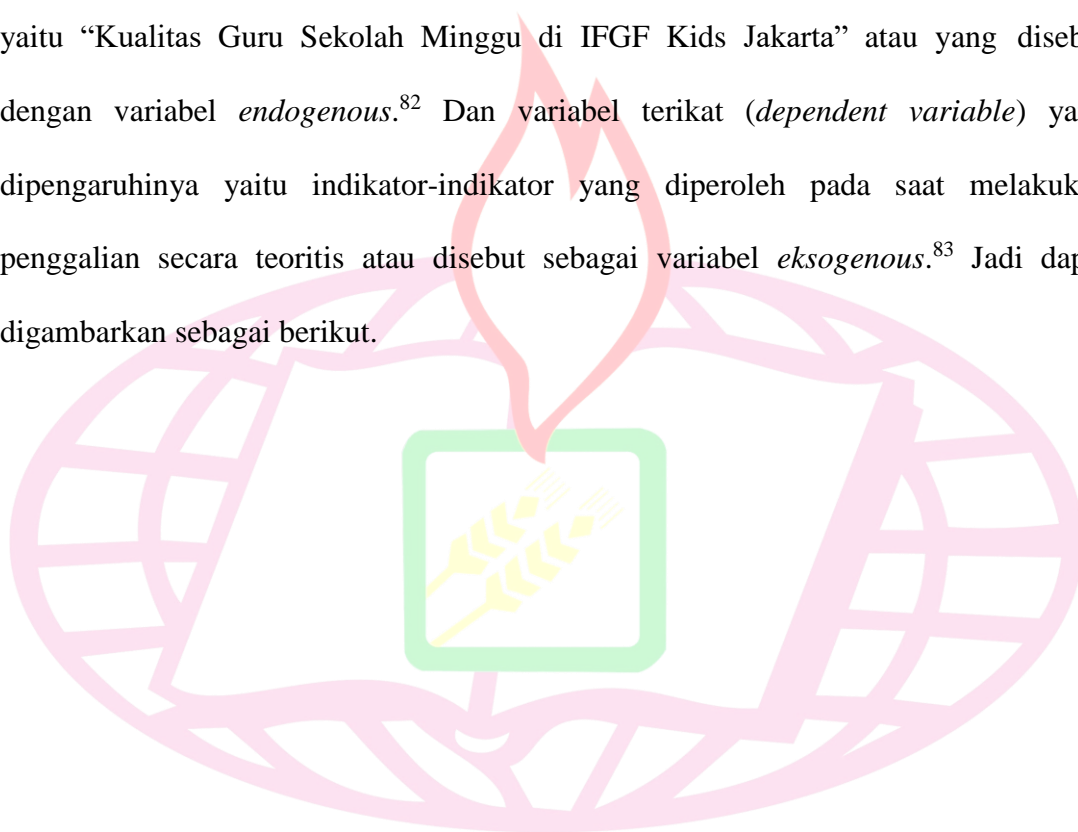 yaitu “Kualitas Guru Sekolah Minggu di IFGF Kids Jakarta” atau yang diseb
dengan variabel endogenous.82 Dan variabel terikat (dependent variable) ya
dipengaruhinya yaitu indikator-indikator yang diperoleh pada saat melakuk
penggalian secara teoritis atau disebut sebagai variabel eksogenous.83 Jadi dap
digambarkan sebagai berikut.